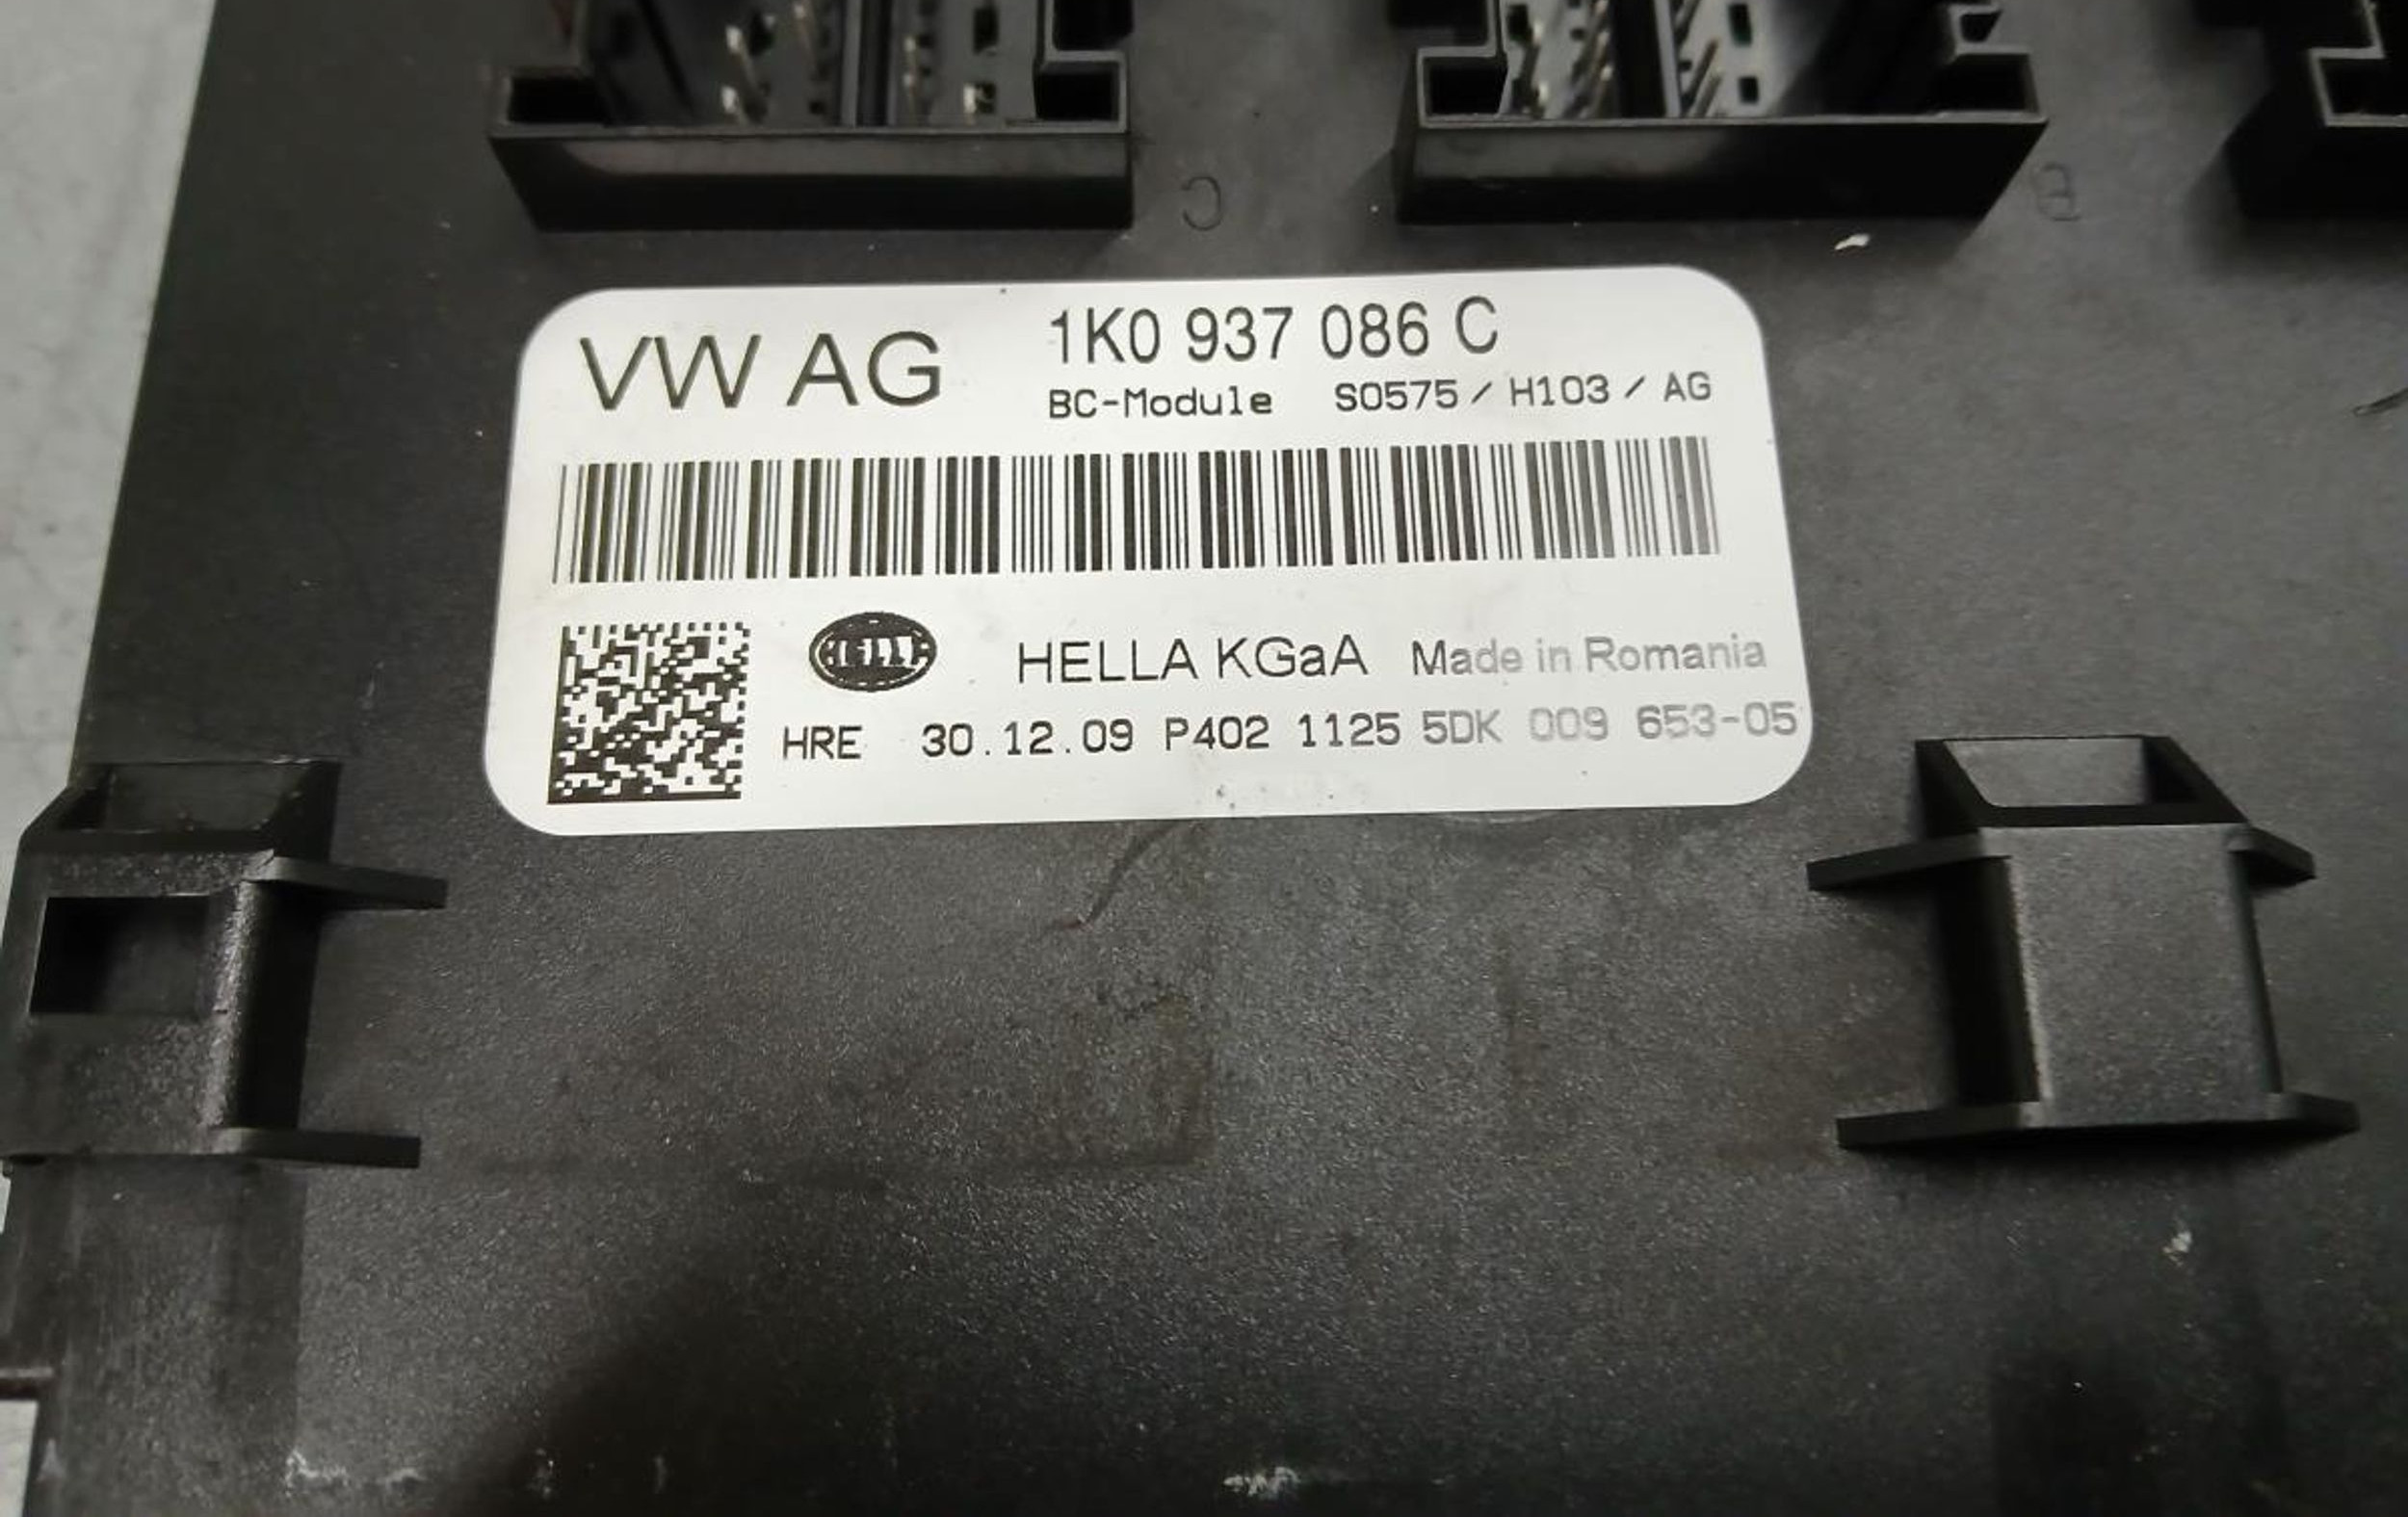 C
B
VW AG
1K0 937 086 C
BC-Module S0575 / H103 / AG
HELLA
HELLA KGaA Made in Romania
HRE 30.12.09 P402 1125 5DK 009 653-05